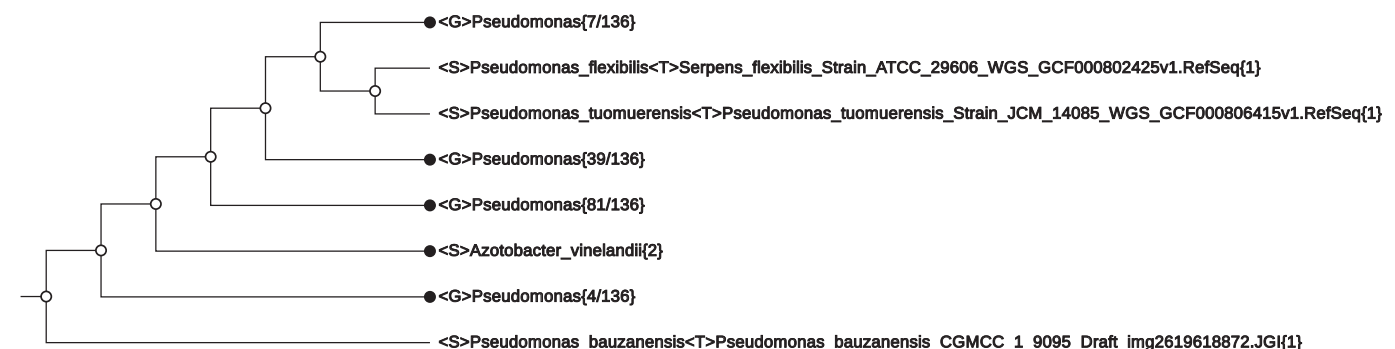 <G>Pseudomonas{7/136}
<S>Pseudomonas_flexibilis<T>Serpens_flexibilis_Strain_ATCC_29606_WGS_GCF000802425v1.RefSeq{1}
<S>Pseudomonas_tuomuerensis<T>Pseudomonas_tuomuerensis_Strain_JCM_14085_WGS_GCF000806415v1.RefSeq{1}
<G>Pseudomonas{39/136}
<G>Pseudomonas{81/136}
<S>Azotobacter_vinelandii{2}
<G>Pseudomonas{4/136}
<S>Pseudomonas_bauzanensis<T>Pseudomonas_bauzanensis_CGMCC_1_9095_Draft_img2619618872.JGI{1}